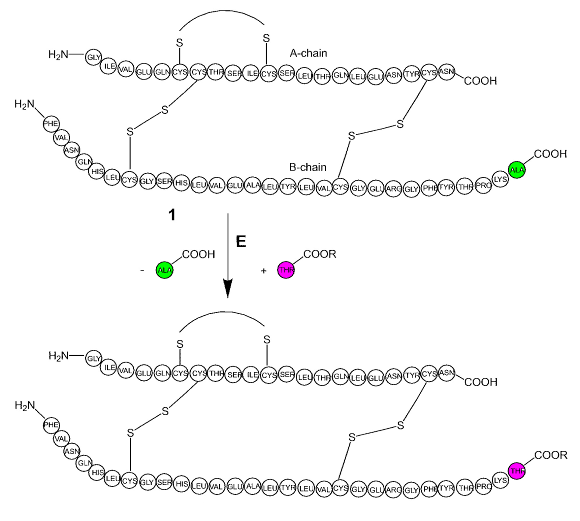 S S
A-chain
H₂N GLY ILE VAL GLU GLN CYS CYS THR SER ILE CYS SER LEU THR GLN LEU GLU ASN TYR CYS ASN COOH
S S
S S
B-chain
H₂N PHE VAL ASN GLN HIS LEU CYS GLY SER HIS LEU VAL GLU ALA LEU TYR LEU VAL CYS GLY GLU ARG GLY PHE TYR THR PRO LYS ALA COOH
1
E
- ALA COOH + THR COOR
S S
H₂N GLY ILE VAL GLU GLN CYS CYS THR SER ILE CYS SER LEU THR GLN LEU GLU ASN TYR CYS ASN COOH
S S
S S
H₂N PHE VAL ASN GLN HIS LEU CYS GLY SER HIS LEU VAL GLU ALA LEU TYR LEU VAL CYS GLY GLU ARG GLY PHE TYR THR PRO LYS THR COOR